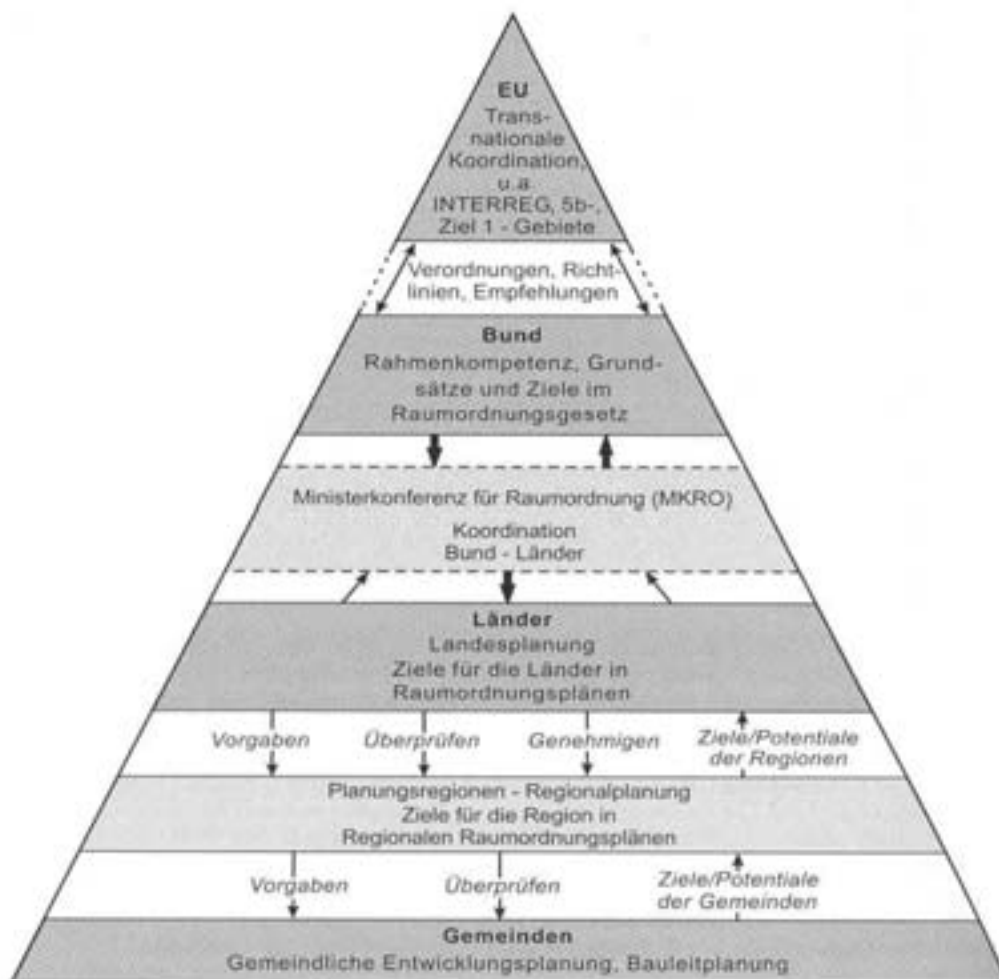 EU
Trans-
nationale
Koordination,
u.a
INTERREG, 5b-,
Ziel 1 - Gebiete
Verordnungen, Richt-
linien, Empfehlungen
Bund
Rahmenkompetenz, Grund-
sätze und Ziele im
Raumordnungsgesetz
Ministerkonferenz für Raumordnung (MKRO)
Koordination
Bund - Länder
Länder
Landesplanung
Ziele für die Länder in
Raumordnungsplänen
Vorgaben Überprüfen Genehmigen Ziele/Potentiale
der Regionen
Planungsregionen - Regionalplanung
Ziele für die Region in
Regionalen Raumordnungsplänen
Vorgaben Überprüfen Ziele/Potentiale
der Gemeinden
Gemeinden
Gemeindliche Entwicklungsplanung, Bauleitplanung